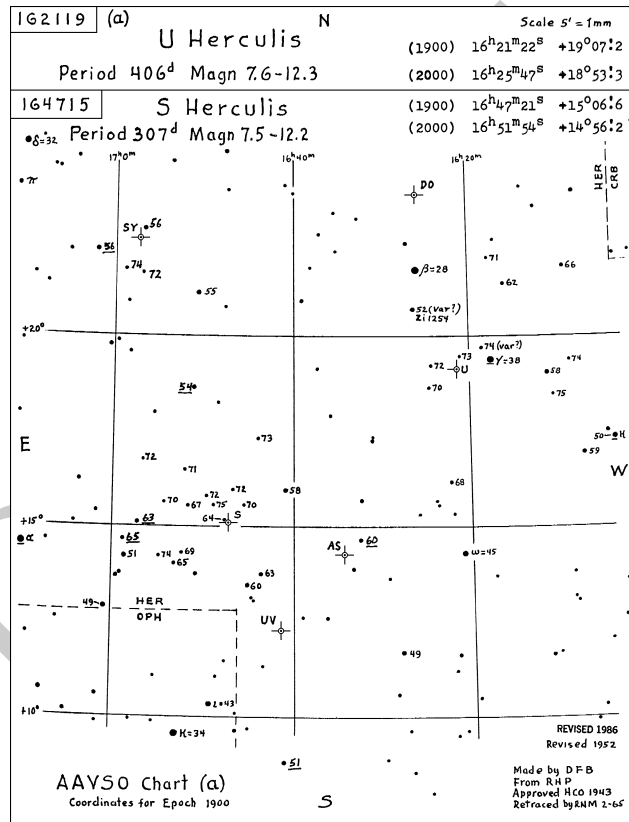 162119 (a) N Scale 5' = 1mm
U Herculis (1900) 16h21m22s +19°07'.2
Period 406d Magn 7.6-12.3 (2000) 16h25m47s +18°53'.3
164715 S Herculis (1900) 16h47m21s +15°06'.6
Period 307d Magn 7.5-12.2 (2000) 16h51m54s +14°56'.2
δ=32
17h0m 16h40m 16h20m
HER CRB
π
DO
SY 56
56
74
72
71 66
β=28
62
55
52(var?)
Zi 1254
+20°
74(var?)
73
72 U γ=38 74
58
54 70 75
73 50 H
E 59
72 W
71
68
72 72 58
70 67 75 70
+15° 63 64 S
α 65 60
51 74 69 AS ω=45
65
63
60
49 HER
OPH
UV
49
+10° ι=43
κ=34
REVISED 1986
Revised 1952
51
AAVSO Chart (a)
Coordinates for Epoch 1900
S
Made by DFB
From RHP
Approved HCO 1943
Retraced by RNM 2-65